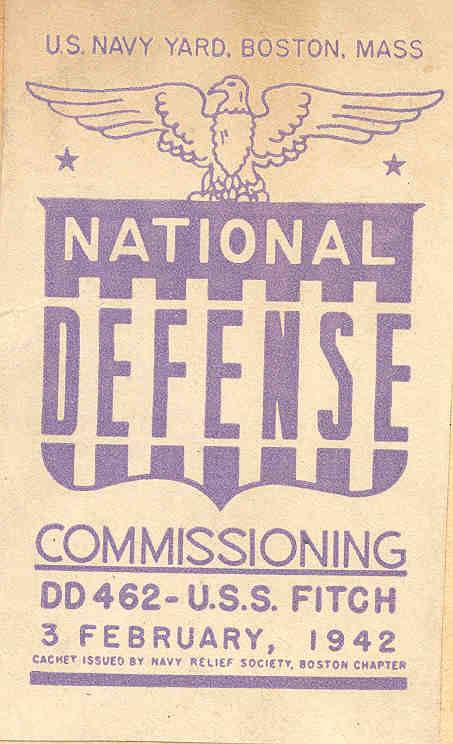 U.S. NAVY YARD, BOSTON, MASS
NATIONAL
DEFENSE
COMMISSIONING
DD 462 - U.S.S. FITCH
3 FEBRUARY, 1942
CACHET ISSUED BY NAVY RELIEF SOCIETY, BOSTON CHAPTER